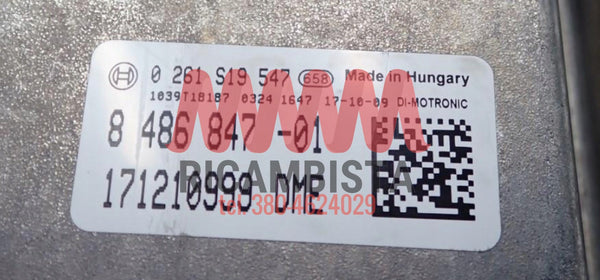 0 261 S19 547 658 Made in Hungary
1039T18187 0324 1647 17-10-09 DI-MOTRONIC
8 486 847 -01
RICAMBISTA
171210999 DME
tel. 380 4624029